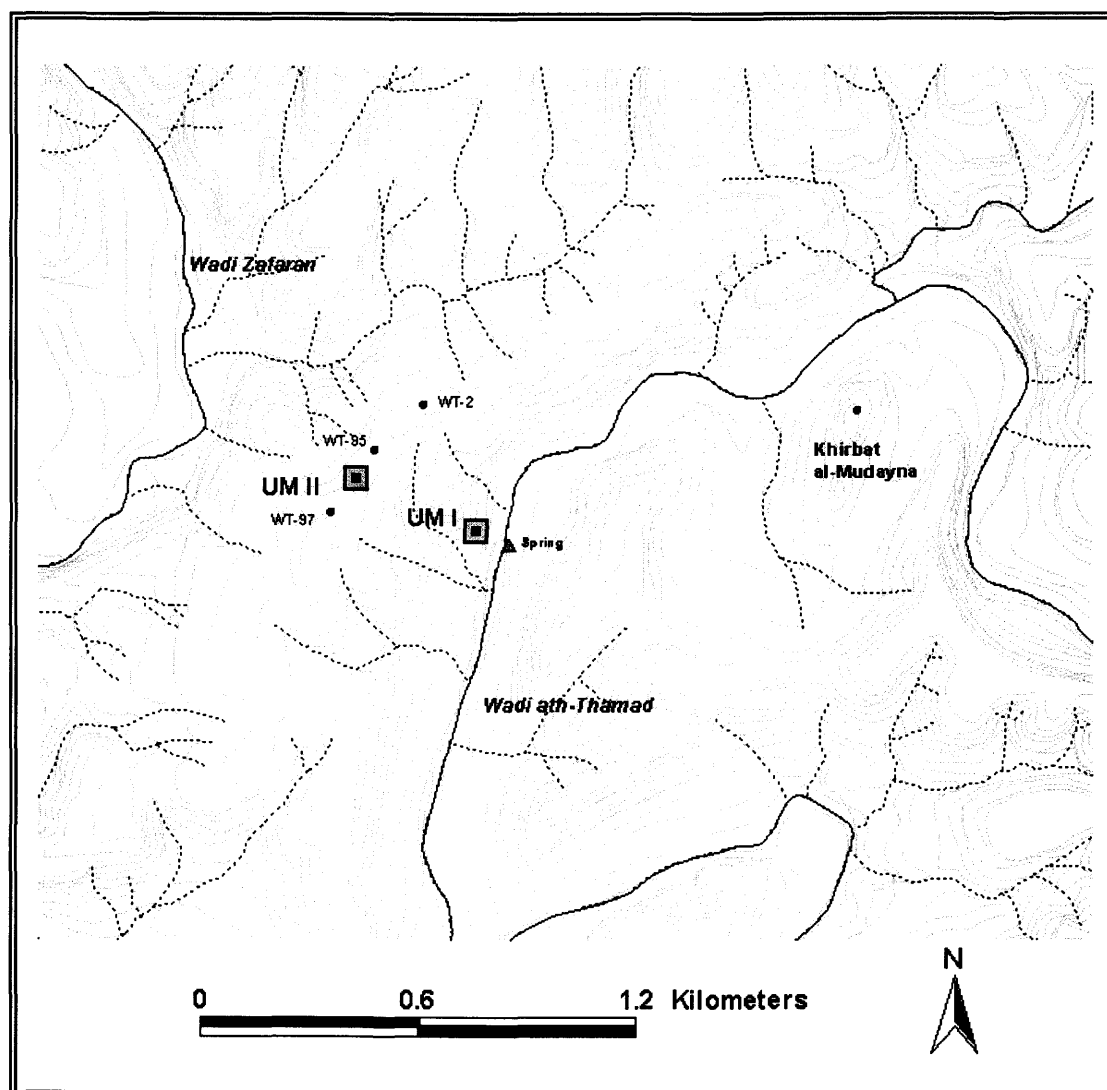 Wadi Zafaran
WT-2
WT-95
UM II
WT-97
UM I
Spring
Khirbat
al-Mudayna
Wadi ath-Thamad
N
0 0.6 1.2 Kilometers